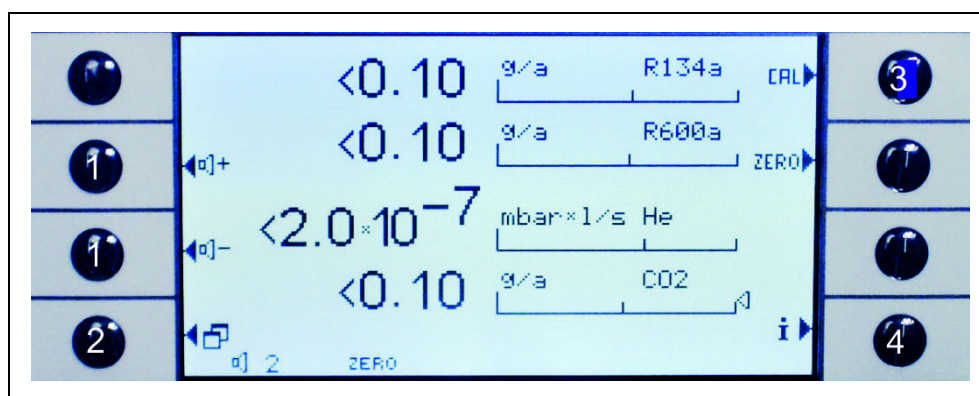 <0.10 g/a R134a CAL 3
<0.10 g/a R600a
1 + ZERO
<2.0×10⁻⁷ mbar×l/s He
1 -
<0.10 g/a CO2
2 i 4
2 ZERO